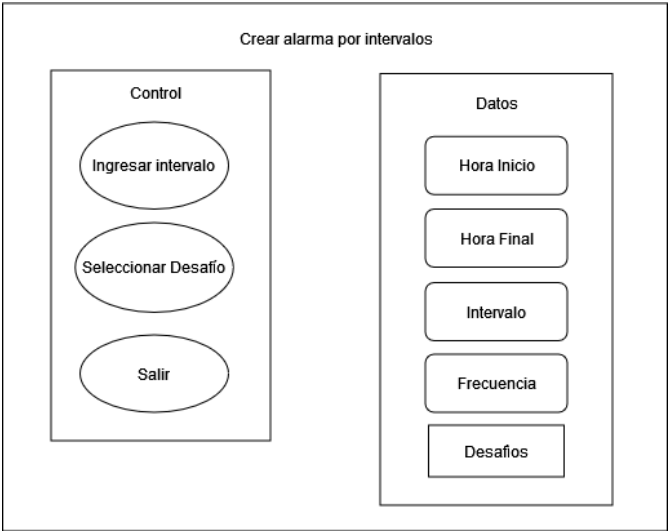 Crear alarma por intervalos
Control
Ingresar intervalo
Seleccionar Desafío
Salir
Datos
Hora Inicio
Hora Final
Intervalo
Frecuencia
Desafios